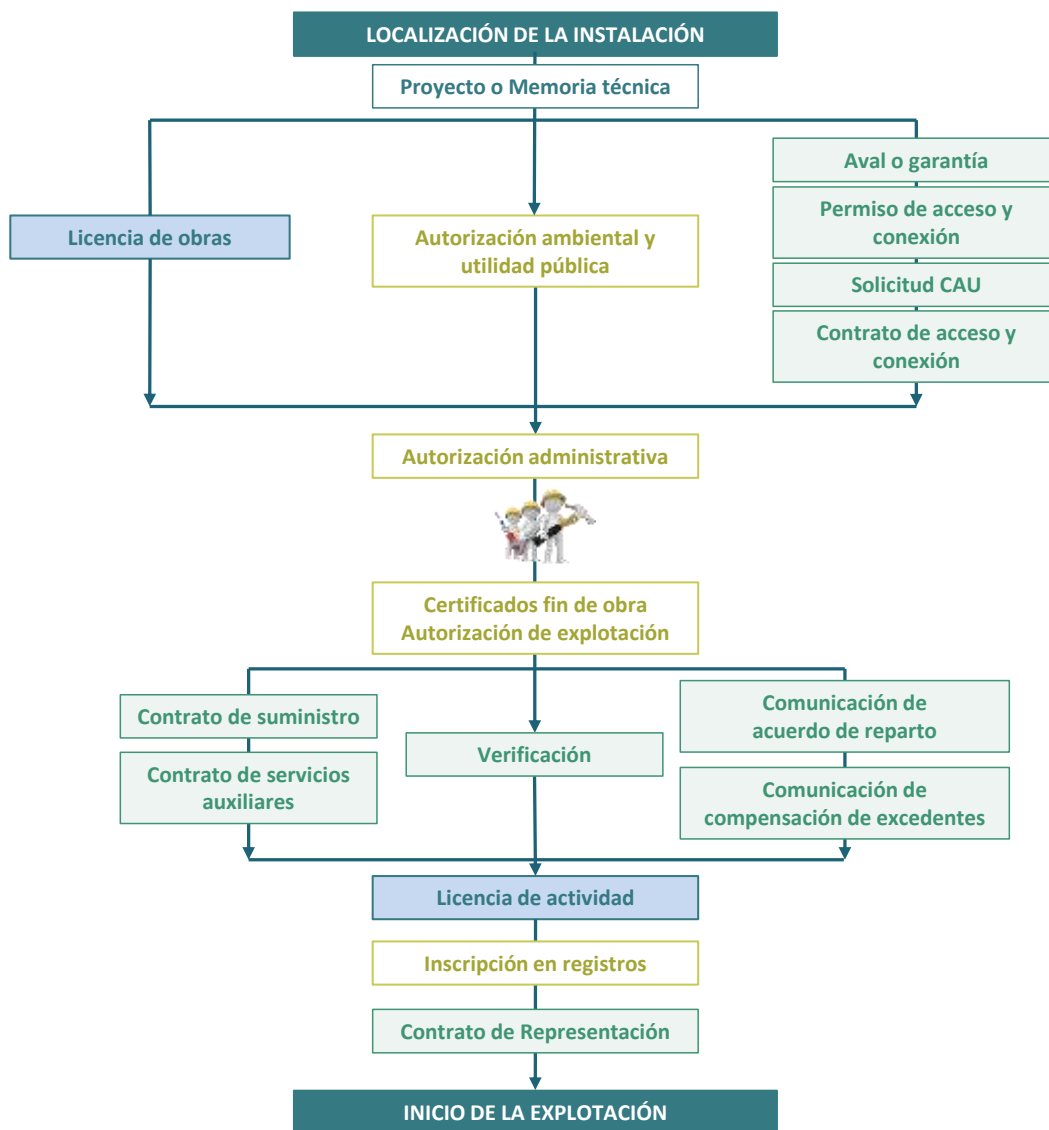 LOCALIZACIÓN DE LA INSTALACIÓN
Proyecto o Memoria técnica
Licencia de obras
Autorización ambiental y
utilidad pública
Aval o garantía
Permiso de acceso y
conexión
Solicitud CAU
Contrato de acceso y
conexión
Autorización administrativa
Certificados fin de obra
Autorización de explotación
Contrato de suministro
Contrato de servicios
auxiliares
Verificación
Comunicación de
acuerdo de reparto
Comunicación de
compensación de excedentes
Licencia de actividad
Inscripción en registros
Contrato de Representación
INICIO DE LA EXPLOTACIÓN